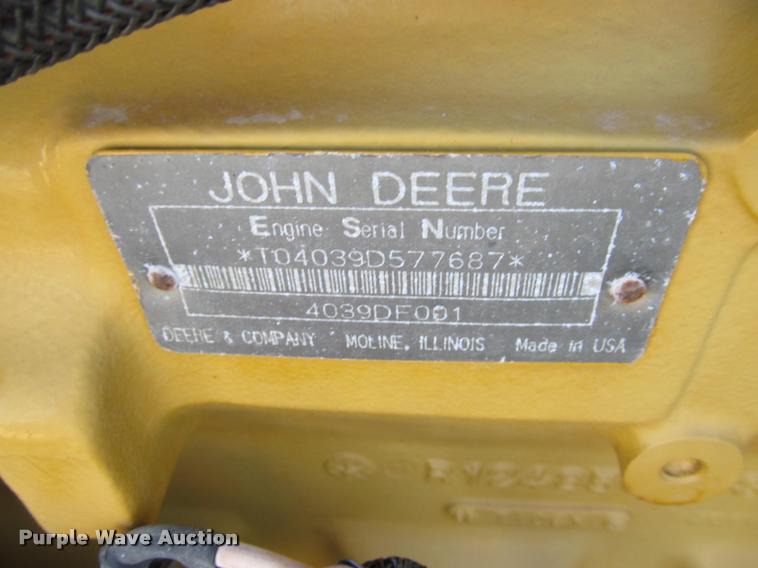 JOHN DEERE
Engine Serial Number
*T04039D577687*
4039DF001
DEERE & COMPANY MOLINE, ILLINOIS Made in USA
Purple Wave Auction